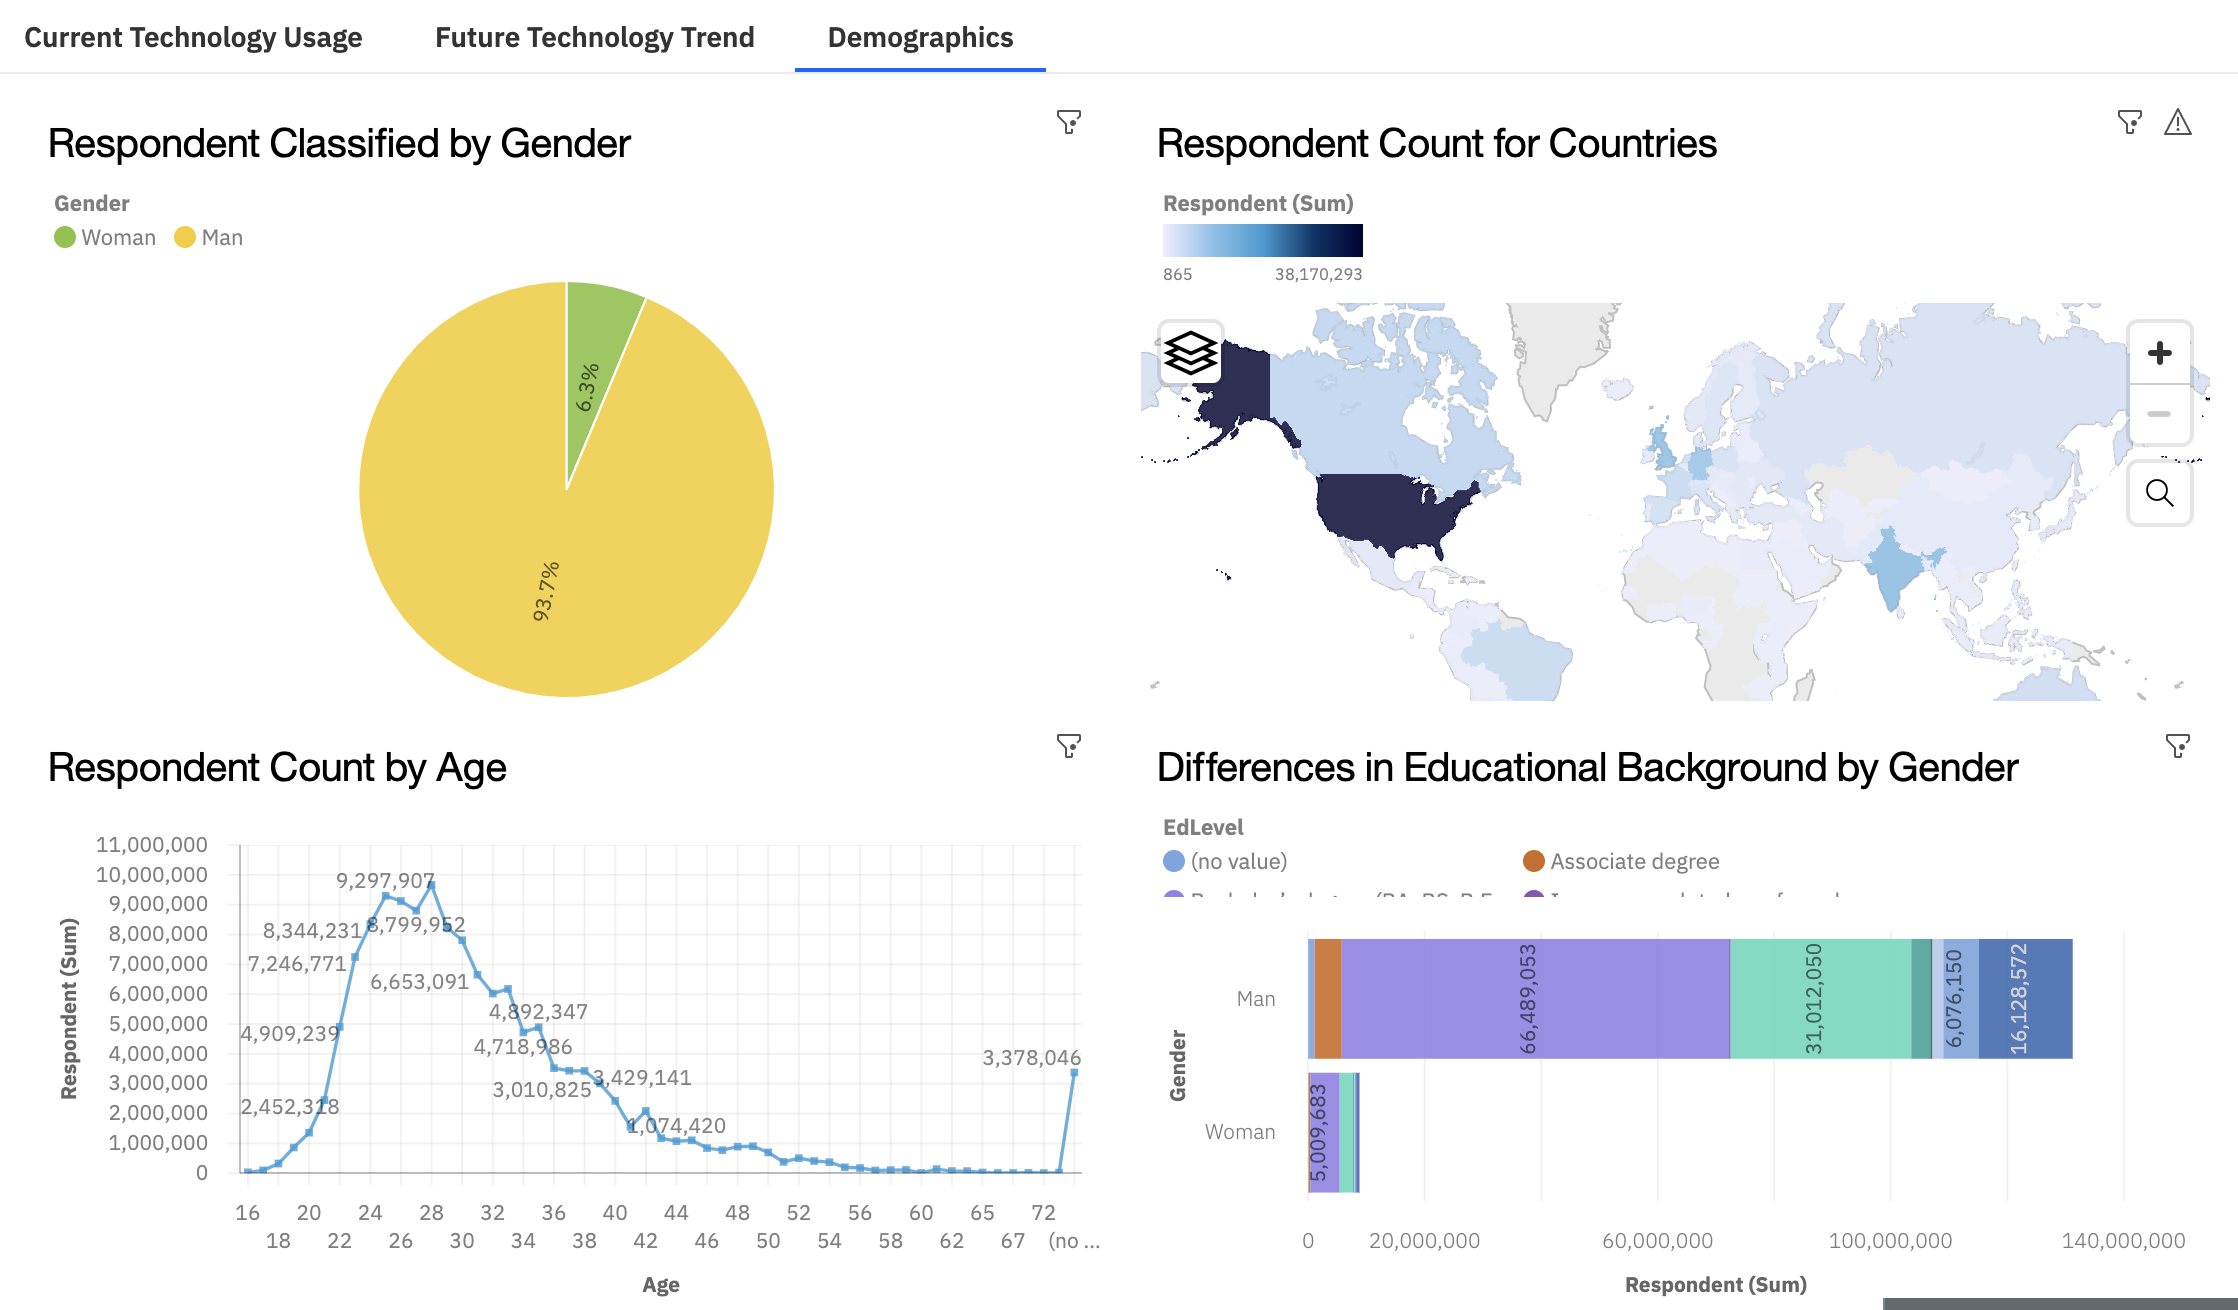 Current Technology Usage
Future Technology Trend
Demographics
Respondent Classified by Gender
Gender
Woman
Man
6.3%
93.7%
Respondent Count for Countries
Respondent (Sum)
865
38,170,293
Respondent Count by Age
Respondent (Sum)
11,000,000
10,000,000
9,000,000
8,000,000
7,000,000
6,000,000
5,000,000
4,000,000
3,000,000
2,000,000
1,000,000
0
9,297,907
8,344,231
8,799,952
7,246,771
6,653,091
4,892,347
4,909,239
4,718,986
3,378,046
3,429,141
3,010,825
2,452,318
1,074,420
16 20 24 28 32 36 40 44 48 52 56 60 65 72
18 22 26 30 34 38 42 46 50 54 58 62 67 (no ...
Age
Differences in Educational Background by Gender
EdLevel
(no value)
Associate degree
Gender
Man
66,489,053
31,012,050
6,076,150
16,128,572
Woman
5,009,683
0 20,000,000 60,000,000 100,000,000 140,000,000
Respondent (Sum)